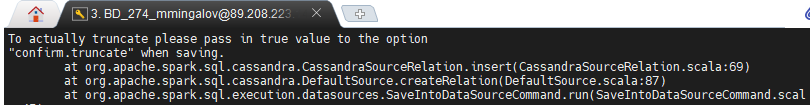 3. BD_274_mmingalov@89.208.223.
To actually truncate please pass in true value to the option
"confirm.truncate" when saving.
at org.apache.spark.sql.cassandra.CassandraSourceRelation.insert(CassandraSourceRelation.scala:69)
at org.apache.spark.sql.cassandra.DefaultSource.createRelation(DefaultSource.scala:87)
at org.apache.spark.sql.execution.datasources.SaveIntoDataSourceCommand.run(SaveIntoDataSourceCommand.scal